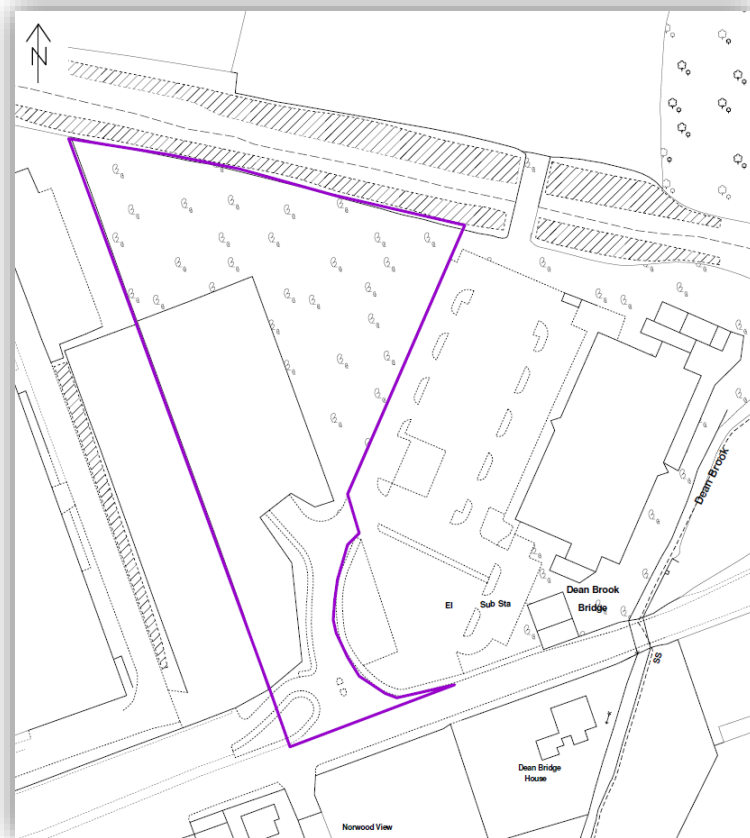 N
Dean Brook
El Sub Sta
Dean Brook
Bridge
SS
Dean Bridge
House
Norwood View